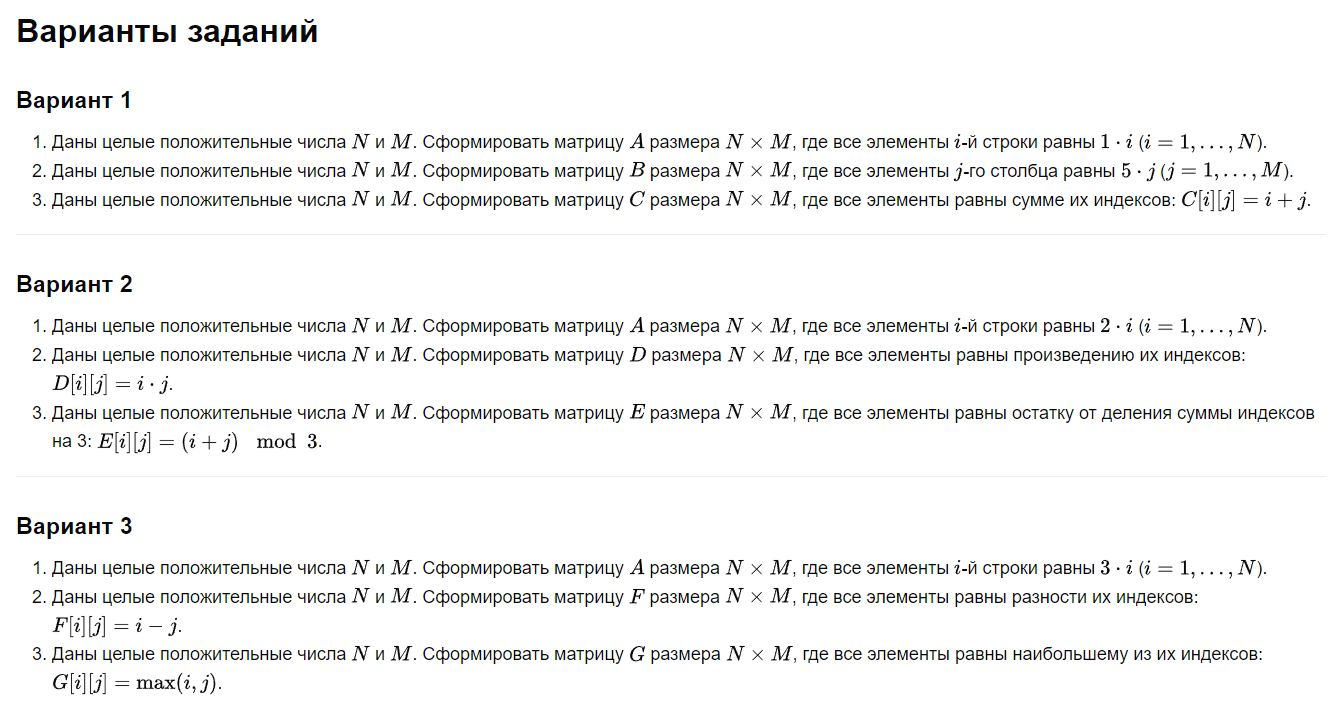 Варианты заданий
Вариант 1
1. Даны целые положительные числа N и M. Сформировать матрицу A размера N × M, где все элементы i-й строки равны 1 · i (i = 1, . . . , N).
2. Даны целые положительные числа N и M. Сформировать матрицу B размера N × M, где все элементы j-го столбца равны 5 · j (j = 1, . . . , M).
3. Даны целые положительные числа N и M. Сформировать матрицу C размера N × M, где все элементы равны сумме их индексов: C[i][j] = i + j.
Вариант 2
1. Даны целые положительные числа N и M. Сформировать матрицу A размера N × M, где все элементы i-й строки равны 2 · i (i = 1, . . . , N).
2. Даны целые положительные числа N и M. Сформировать матрицу D размера N × M, где все элементы равны произведению их индексов:
D[i][j] = i · j.
3. Даны целые положительные числа N и M. Сформировать матрицу E размера N × M, где все элементы равны остатку от деления суммы индексов
на 3: E[i][j] = (i + j) mod 3.
Вариант 3
1. Даны целые положительные числа N и M. Сформировать матрицу A размера N × M, где все элементы i-й строки равны 3 · i (i = 1, . . . , N).
2. Даны целые положительные числа N и M. Сформировать матрицу F размера N × M, где все элементы равны разности их индексов:
F[i][j] = i − j.
3. Даны целые положительные числа N и M. Сформировать матрицу G размера N × M, где все элементы равны наибольшему из их индексов:
G[i][j] = max(i, j).